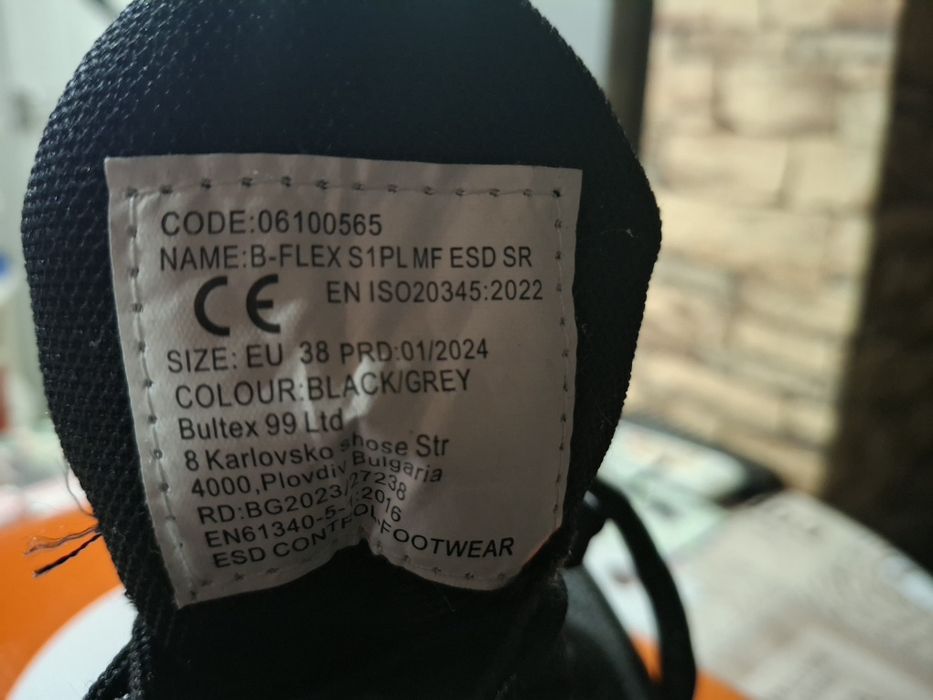 CODE:06100565
NAME:B-FLEX S1PL MF ESD SR
CE EN ISO20345:2022
SIZE: EU 38 PRD:01/2024
COLOUR:BLACK/GREY
Bultex 99 Ltd
8 Karlovsko shose Str
4000,Plovdiv Bulgaria
RD:BG2023/27238
EN61340-5- :2016
ESD CONTROL FOOTWEAR